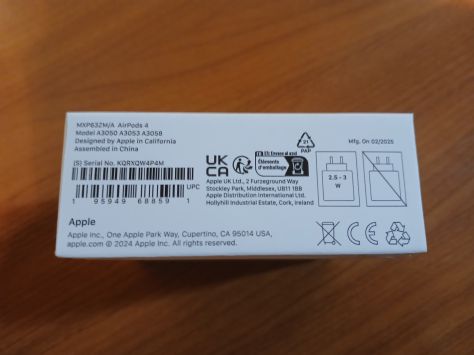 MXP63ZM/A AirPods 4
Model A3050 A3053 A3058
Designed by Apple in California
Assembled in China
(S) Serial No. KQRXQW4P4M
UPC
1 95949 68859 1
Apple
Apple Inc., One Apple Park Way, Cupertino, CA 95014 USA,
apple.com © 2024 Apple Inc. All rights reserved.
UK
CA
FR
Éléments
d'emballage
21
PAP
Apple UK Ltd., 2 Furzeground Way
Stockley Park, Middlesex, UB11 1BB
Apple Distribution International Ltd.
Hollyhill Industrial Estate, Cork, Ireland
Mfg. On 02/2025
2.5 - 3
W
CE